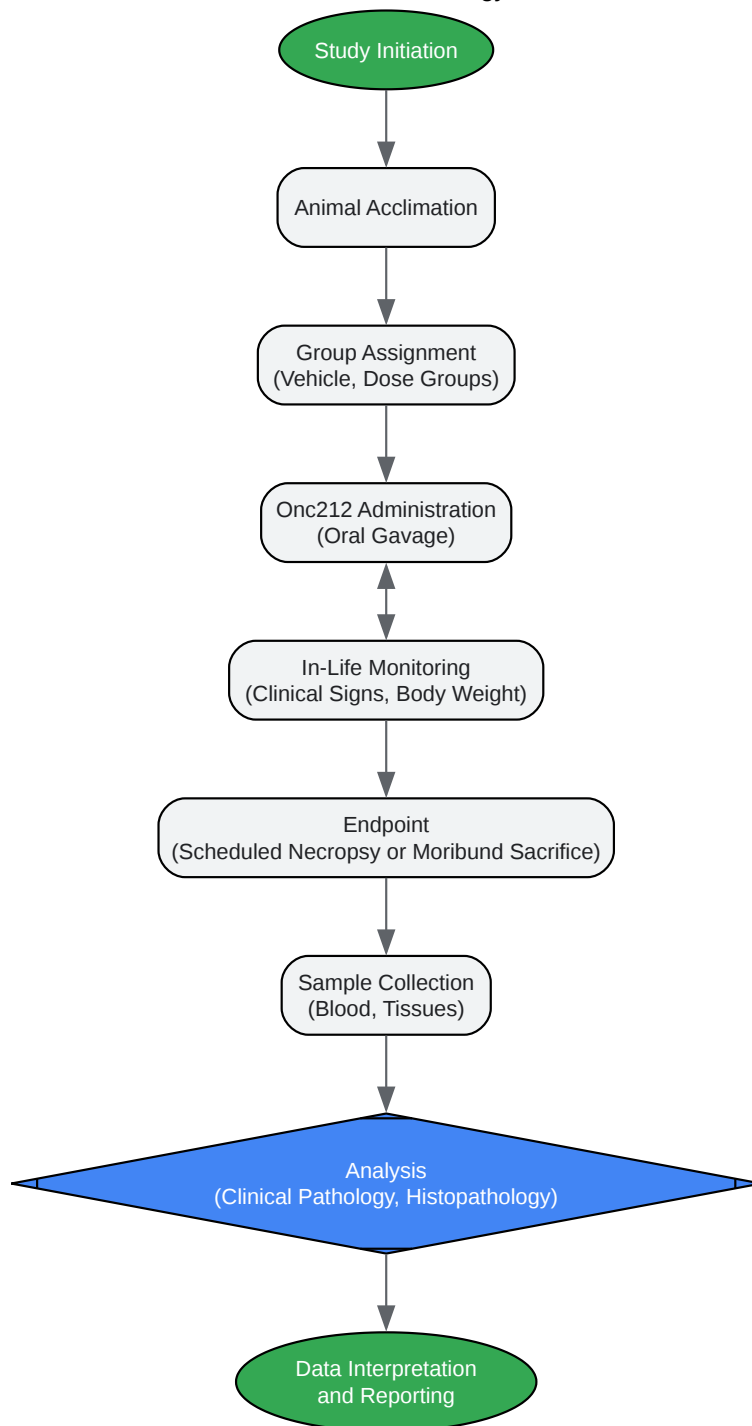 Study Initiation
Animal Acclimation
Group Assignment
(Vehicle, Dose Groups)
Onc212 Administration
(Oral Gavage)
In-Life Monitoring
(Clinical Signs, Body Weight)
Endpoint
(Scheduled Necropsy or Moribund Sacrifice)
Sample Collection
(Blood, Tissues)
Analysis
(Clinical Pathology, Histopathology)
Data Interpretation
and Reporting